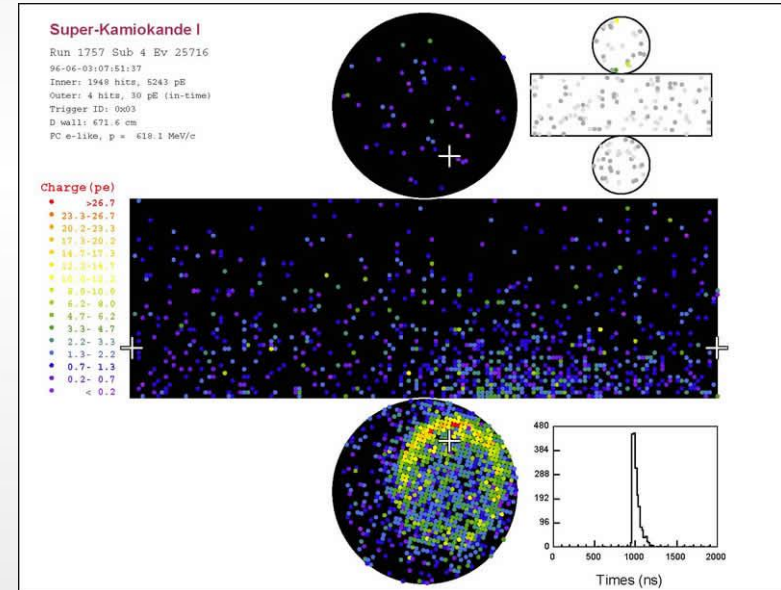 Super-Kamiokande I
Run 1757 Sub 4 Ev 25716
96-06-03:07:51:37
Inner: 1948 hits, 5243 pE
Outer: 4 hits, 30 pE (in-time)
Trigger ID: 0x03
D wall: 671.6 cm
FC e-like, p = 618.1 MeV/c
Charge(pe)
>26.7
23.3-26.7
20.2-23.3
17.3-20.2
14.7-17.3
12.2-14.7
10.0-12.2
8.0-10.0
6.2- 8.0
4.7- 6.2
3.3- 4.7
2.2- 3.3
1.3- 2.2
0.7- 1.3
0.2- 0.7
< 0.2
480
384
288
192
96
0
0 500 1000 1500 2000
Times (ns)